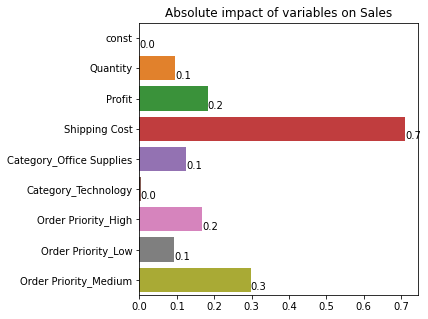 Absolute impact of variables on Sales
const
0.0
Quantity
0.1
Profit
0.2
Shipping Cost
0.7
Category_Office Supplies
0.1
Category_Technology
0.0
Order Priority_High
0.2
Order Priority_Low
0.1
Order Priority_Medium
0.3
0.0 0.1 0.2 0.3 0.4 0.5 0.6 0.7